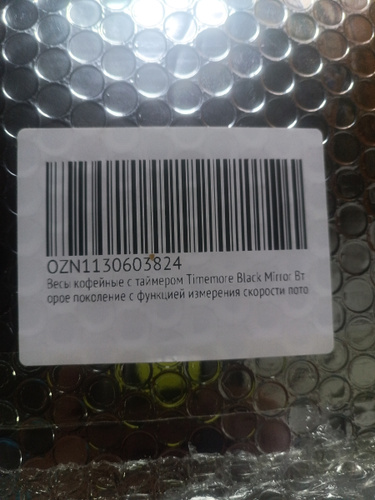 OZN1130603824
Весы кофейные с таймером Timemore Black Mirror Вт
орое поколение с функцией измерения скорости пото